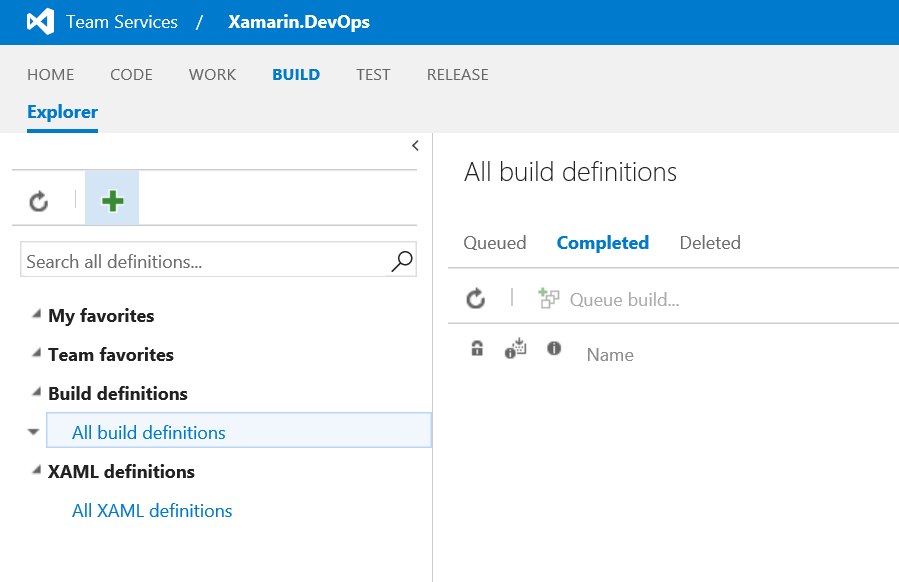 Team Services / Xamarin.DevOps
HOME CODE WORK BUILD TEST RELEASE
Explorer
Search all definitions...
My favorites
Team favorites
Build definitions
All build definitions
XAML definitions
All XAML definitions
All build definitions
Queued Completed Deleted
Queue build...
Name